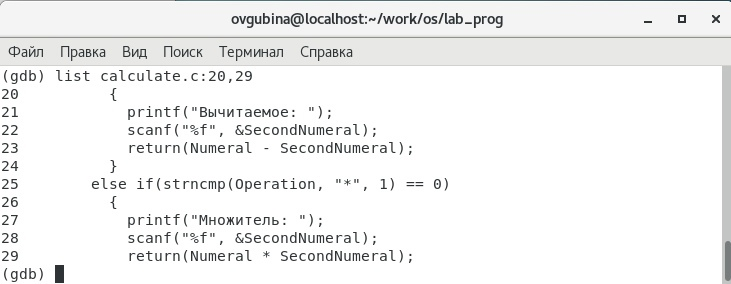 ovgubina@localhost:~/work/os/lab_prog
Файл Правка Вид Поиск Терминал Справка
(gdb) list calculate.c:20,29
20          {
21            printf("Вычитаемое: ");
22            scanf("%f", &SecondNumeral);
23            return(Numeral - SecondNumeral);
24          }
25        else if(strncmp(Operation, "*", 1) == 0)
26          {
27            printf("Множитель: ");
28            scanf("%f", &SecondNumeral);
29            return(Numeral * SecondNumeral);
(gdb)